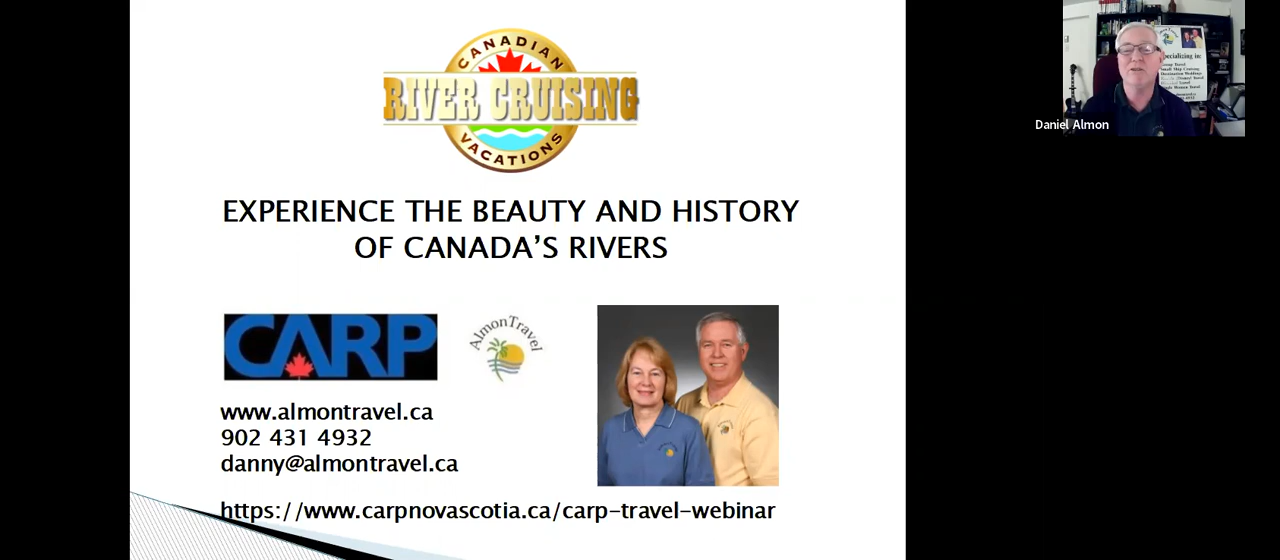 CANADIAN
RIVER CRUISING
VACATIONS
EXPERIENCE THE BEAUTY AND HISTORY
OF CANADA'S RIVERS
CARP
AlmonTravel
www.almontravel.ca
902 431 4932
danny@almontravel.ca
https://www.carpnovascotia.ca/carp-travel-webinar
Daniel Almon